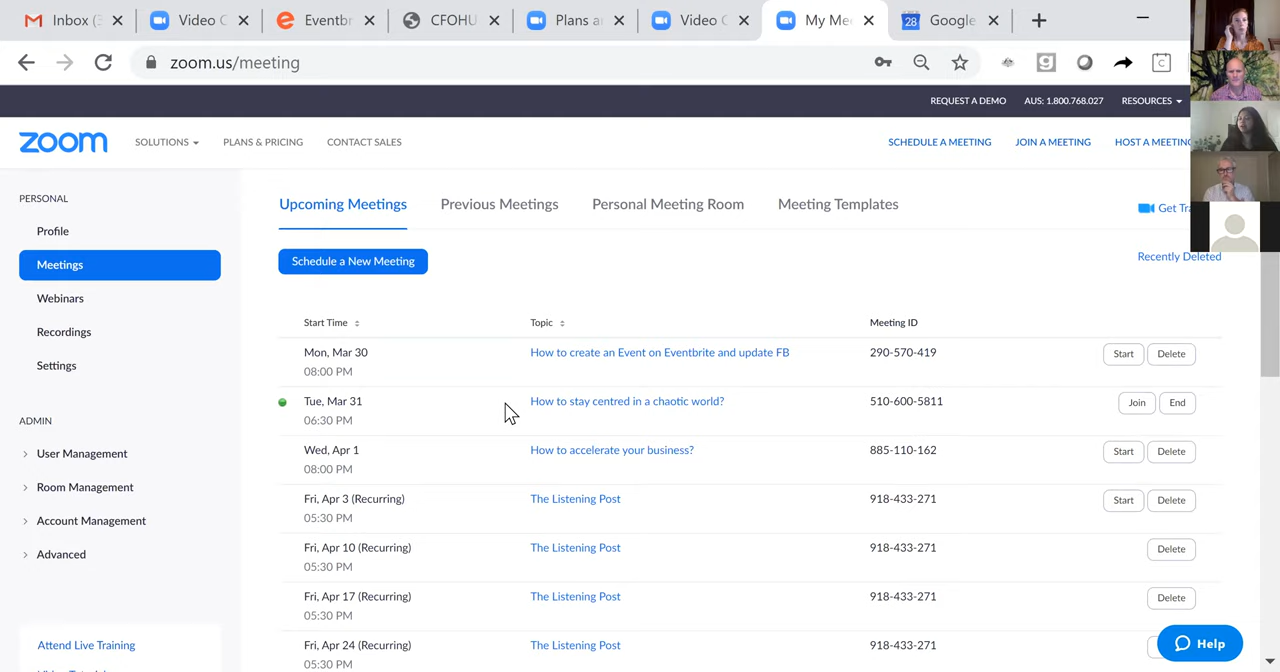 Inbox (3
Video C
Eventbr
CFOHU
Plans a
Video C
My Mee
28
Google
zoom.us/meeting
REQUEST A DEMO
AUS: 1.800.768.027
RESOURCES
zoom
SOLUTIONS
PLANS & PRICING
CONTACT SALES
SCHEDULE A MEETING
JOIN A MEETING
HOST A MEETING
PERSONAL
Profile
Meetings
Webinars
Recordings
Settings
ADMIN
User Management
Room Management
Account Management
Advanced
Attend Live Training
Upcoming Meetings
Previous Meetings
Personal Meeting Room
Meeting Templates
Get Tra
Schedule a New Meeting
Recently Deleted
Start Time
Topic
Meeting ID
Mon, Mar 30
08:00 PM
How to create an Event on Eventbrite and update FB
290-570-419
Start
Delete
Tue, Mar 31
06:30 PM
How to stay centred in a chaotic world?
510-600-5811
Join
End
Wed, Apr 1
08:00 PM
How to accelerate your business?
885-110-162
Start
Delete
Fri, Apr 3 (Recurring)
05:30 PM
The Listening Post
918-433-271
Start
Delete
Fri, Apr 10 (Recurring)
05:30 PM
The Listening Post
918-433-271
Delete
Fri, Apr 17 (Recurring)
05:30 PM
The Listening Post
918-433-271
Delete
Fri, Apr 24 (Recurring)
05:30 PM
The Listening Post
918-433-271
Help